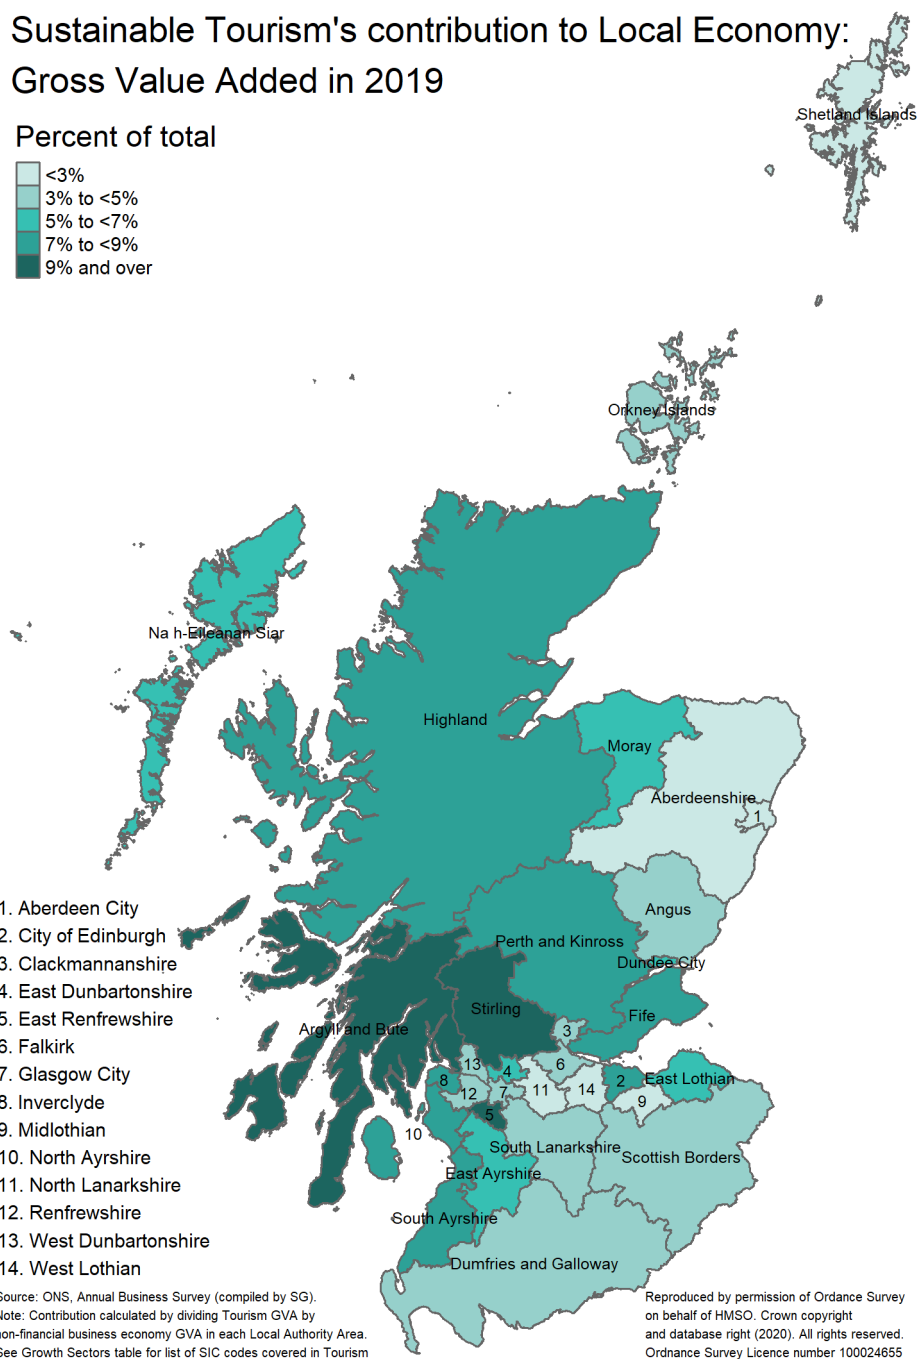 Sustainable Tourism's contribution to Local Economy:
Gross Value Added in 2019
Percent of total
<3%
3% to <5%
5% to <7%
7% to <9%
9% and over
Shetland Islands
Orkney Islands
Na h-Eileanan Siar
Highland
Moray
Aberdeenshire
1
Angus
Perth and Kinross
Dundee City
Stirling
Fife
Argyll and Bute
3
13
4
6
8
12
7
11
14
2
East Lothian
9
5
10
South Lanarkshire
Scottish Borders
East Ayrshire
South Ayrshire
Dumfries and Galloway
1. Aberdeen City
2. City of Edinburgh
3. Clackmannanshire
4. East Dunbartonshire
5. East Renfrewshire
6. Falkirk
7. Glasgow City
8. Inverclyde
9. Midlothian
10. North Ayrshire
11. North Lanarkshire
12. Renfrewshire
13. West Dunbartonshire
14. West Lothian
Source: ONS, Annual Business Survey (compiled by SG).
Note: Contribution calculated by dividing Tourism GVA by
non-financial business economy GVA in each Local Authority Area.
See Growth Sectors table for list of SIC codes covered in Tourism
Reproduced by permission of Ordance Survey
on behalf of HMSO. Crown copyright
and database right (2020). All rights reserved.
Ordnance Survey Licence number 100024655